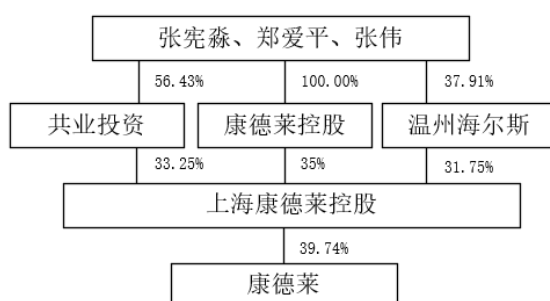 张宪淼、郑爱平、张伟
56.43%
100.00%
37.91%
共业投资
康德莱控股
温州海尔斯
33.25%
35%
31.75%
上海康德莱控股
39.74%
康德莱